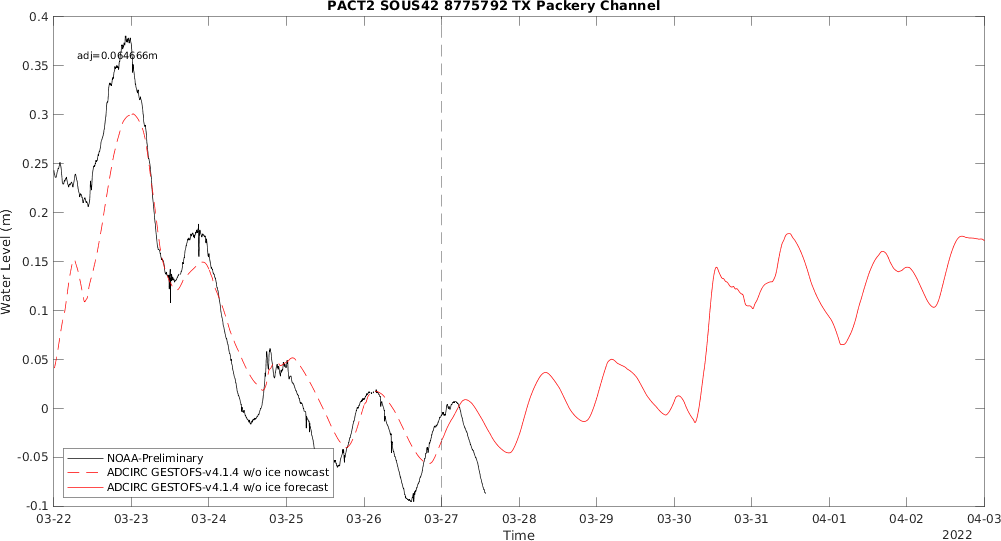 PACT2 SOUS42 8775792 TX Packery Channel
adj=0.064666m
Water Level (m)
0.4
0.35
0.3
0.25
0.2
0.15
0.1
0.05
0
-0.05
-0.1
NOAA-Preliminary
ADCIRC GESTOFS-v4.1.4 w/o ice nowcast
ADCIRC GESTOFS-v4.1.4 w/o ice forecast
03-22 03-23 03-24 03-25 03-26 03-27 03-28 03-29 03-30 03-31 04-01 04-02 04-03
Time
2022